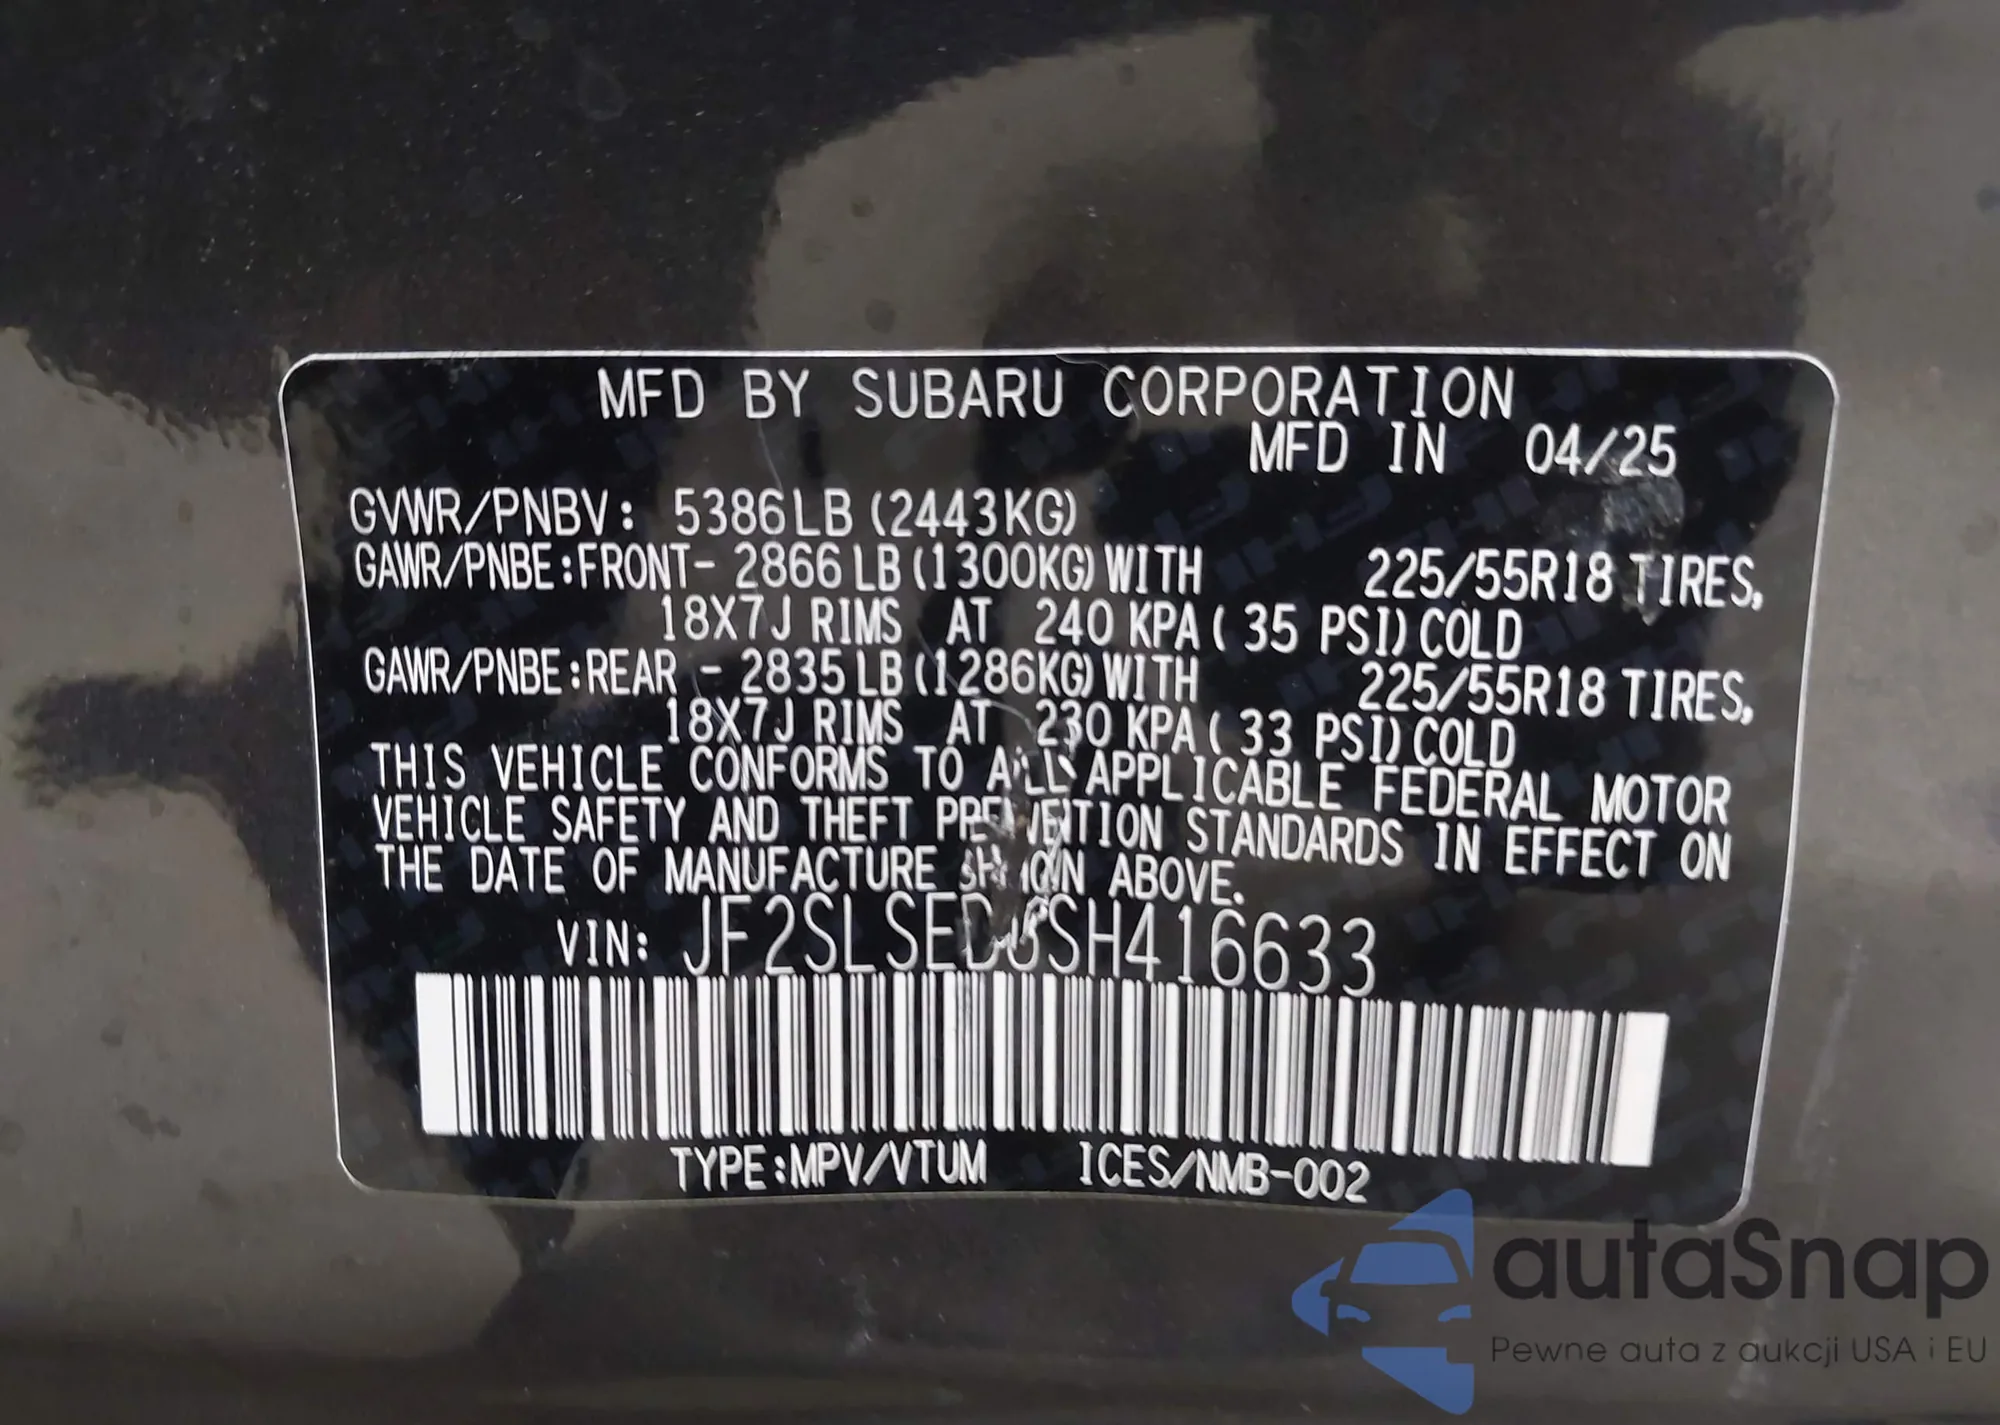 MFD BY SUBARU CORPORATION
MFD IN 04/25
GVWR/PNBV: 5386LB (2443KG)
GAWR/PNBE:FRONT- 2866LB (1300KG) WITH 225/55R18 TIRES,
18X7J RIMS AT 240 KPA ( 35 PSI) COLD
GAWR/PNBE:REAR - 2835LB (1286KG) WITH 225/55R18 TIRES,
18X7J RIMS AT 230 KPA ( 33 PSI) COLD
THIS VEHICLE CONFORMS TO ALL APPLICABLE FEDERAL MOTOR
VEHICLE SAFETY AND THEFT PREVENTION STANDARDS IN EFFECT ON
THE DATE OF MANUFACTURE SHOWN ABOVE.
VIN: JF2SLSED6SH416633
TYPE:MPV/VTUM ICES/NMB-002
autaSnap
Pewne auta z aukcji USA i EU